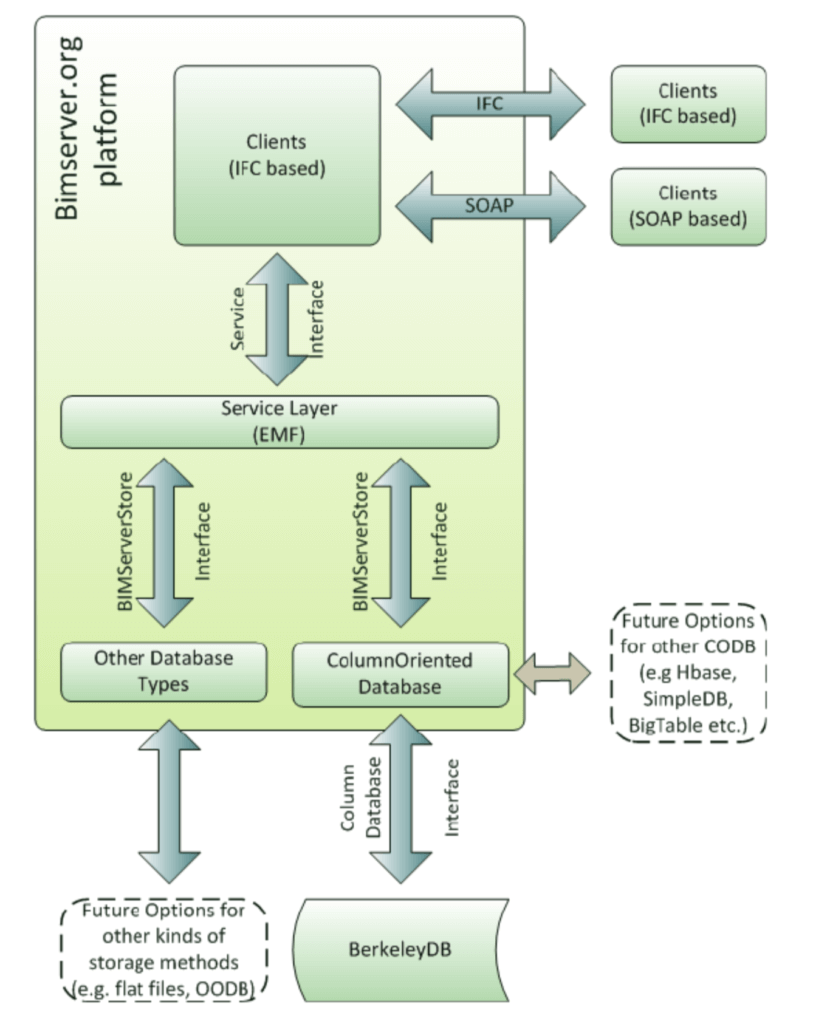 Bimserver.org
platform
Clients
(IFC based)
IFC
Clients
(IFC based)
SOAP
Clients
(SOAP based)
Service
Interface
Service Layer
(EMF)
BIMServerStore
Interface
BIMServerStore
Interface
Other Database
Types
ColumnOriented
Database
Future Options
for other CODB
(e.g Hbase,
SimpleDB,
BigTable etc.)
Column
Database
Interface
Future Options for
other kinds of
storage methods
(e.g. flat files, OODB)
BerkeleyDB